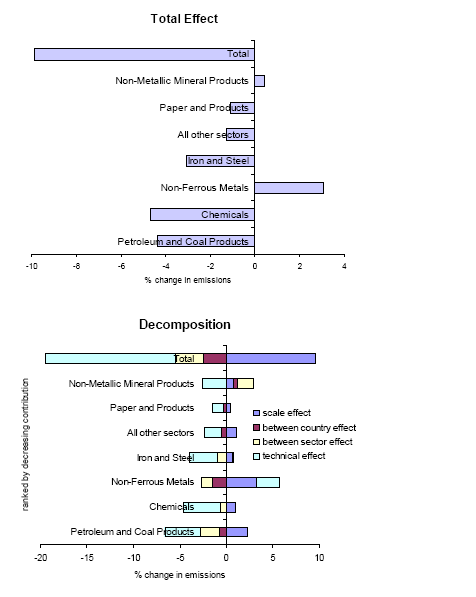 Total Effect
Total
Non-Metallic Mineral Products
Paper and Products
All other sectors
Iron and Steel
Non-Ferrous Metals
Chemicals
Petroleum and Coal Products
-10 -8 -6 -4 -2 0 2 4
% change in emissions
Decomposition
ranked by decreasing contribution
Total
Non-Metallic Mineral Products
Paper and Products
All other sectors
Iron and Steel
Non-Ferrous Metals
Chemicals
Petroleum and Coal Products
scale effect
between country effect
between sector effect
technical effect
-20 -15 -10 -5 0 5 10
% change in emissions